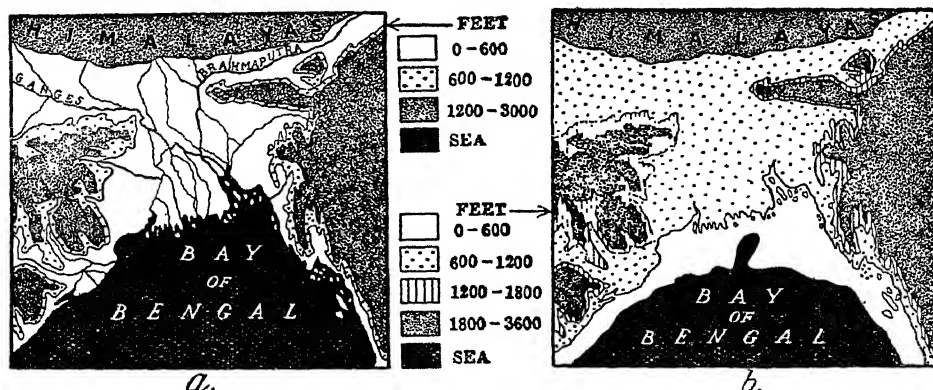 HIMALAYAS
BRAHMAPUTRA
GANGES
BAY
OF
BENGAL
a.
FEET
0-600
600-1200
1200-3000
SEA
FEET
0-600
600-1200
1200-1800
1800-3600
SEA
HIMALAYAS
BAY
OF
BENGAL
b.